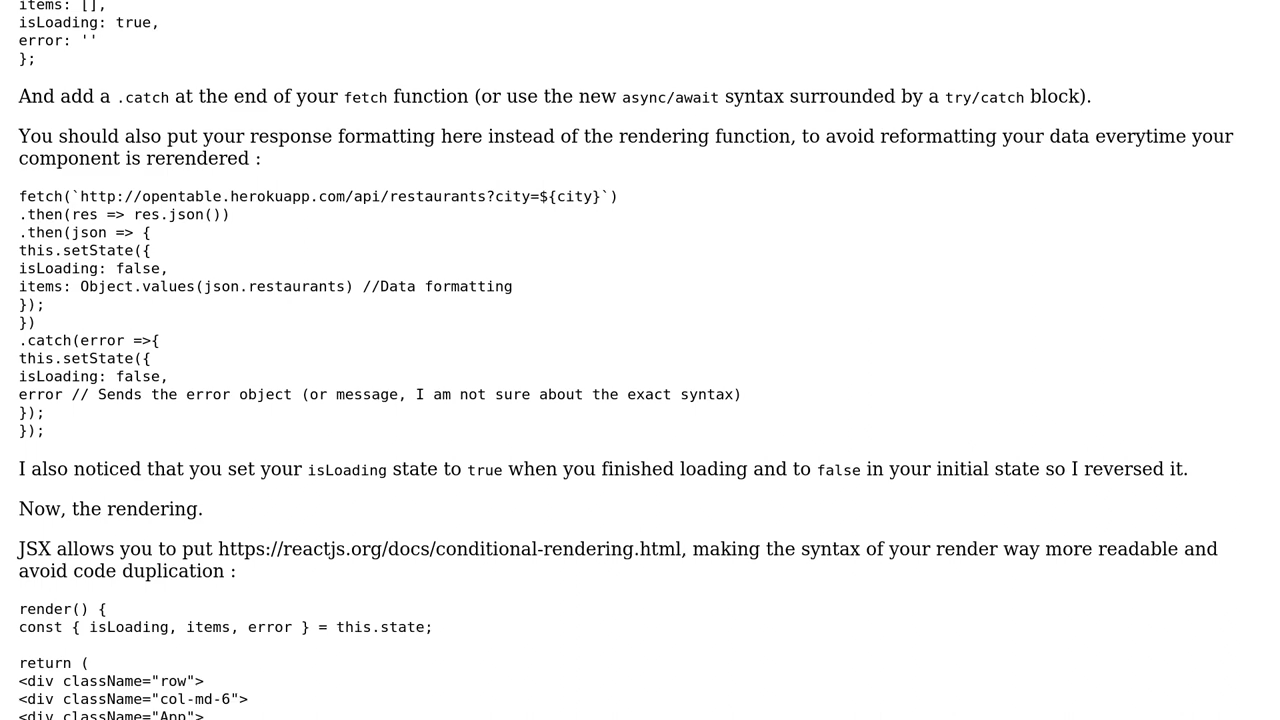 items: [],
isLoading: true,
error: ''
};
And add a .catch at the end of your fetch function (or use the new async/await syntax surrounded by a try/catch block).
You should also put your response formatting here instead of the rendering function, to avoid reformatting your data everytime your
component is rerendered :
fetch(`http://opentable.herokuapp.com/api/restaurants?city=${city}`)
.then(res => res.json())
.then(json => {
this.setState({
isLoading: false,
items: Object.values(json.restaurants) //Data formatting
});
})
.catch(error =>{
this.setState({
isLoading: false,
error // Sends the error object (or message, I am not sure about the exact syntax)
});
});
I also noticed that you set your isLoading state to true when you finished loading and to false in your initial state so I reversed it.
Now, the rendering.
JSX allows you to put https://reactjs.org/docs/conditional-rendering.html, making the syntax of your render way more readable and
avoid code duplication :
render() {
const { isLoading, items, error } = this.state;
return (
<div className="row">
<div className="col-md-6">
<div className="App">